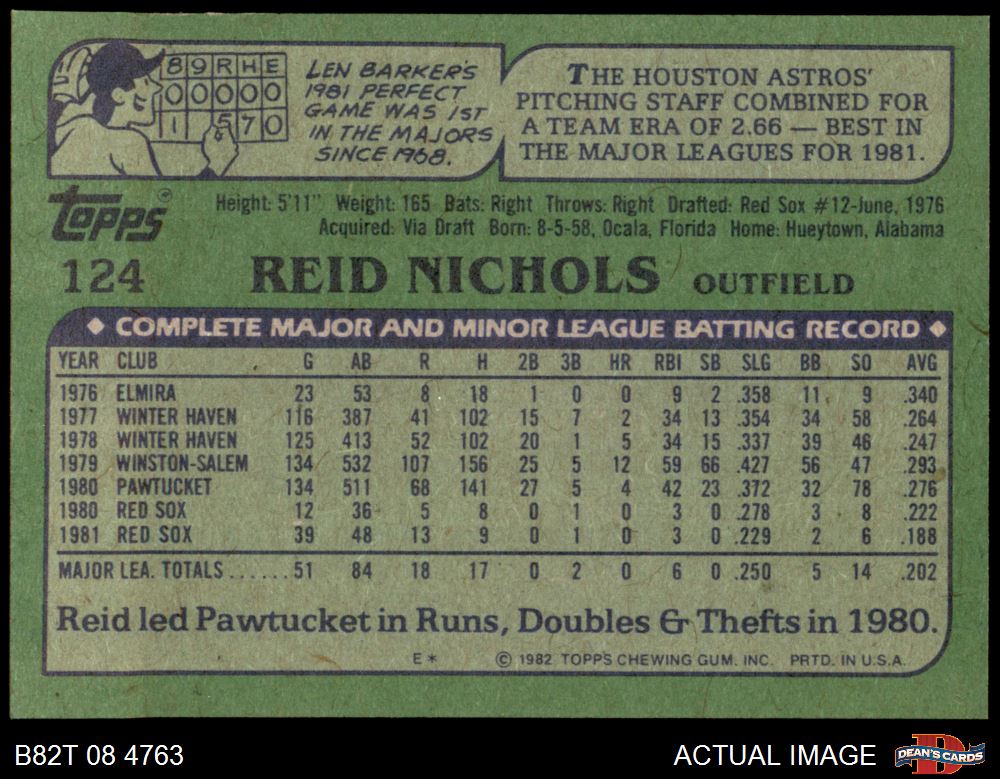 8 9 R H E
0 0 0 0 0
1 5 7 0
LEN BARKER'S
1981 PERFECT
GAME WAS 1ST
IN THE MAJORS
SINCE 1968.
THE HOUSTON ASTROS'
PITCHING STAFF COMBINED FOR
A TEAM ERA OF 2.66 — BEST IN
THE MAJOR LEAGUES FOR 1981.
Topps®
Height: 5'11" Weight: 165 Bats: Right Throws: Right Drafted: Red Sox #12-June, 1976
Acquired: Via Draft Born: 8-5-58, Ocala, Florida Home: Hueytown, Alabama
124 REID NICHOLS OUTFIELD
◆ COMPLETE MAJOR AND MINOR LEAGUE BATTING RECORD ◆
YEAR CLUB G AB R H 2B 3B HR RBI SB SLG BB SO AVG
1976 ELMIRA 23 53 8 18 1 0 0 9 2 .358 11 9 .340
1977 WINTER HAVEN 116 387 41 102 15 7 2 34 13 .354 34 58 .264
1978 WINTER HAVEN 125 413 52 102 20 1 5 34 15 .337 39 46 .247
1979 WINSTON-SALEM 134 532 107 156 25 5 12 59 66 .427 56 47 .293
1980 PAWTUCKET 134 511 68 141 27 5 4 42 23 .372 32 78 .276
1980 RED SOX 12 36 5 8 0 1 0 3 0 .278 3 8 .222
1981 RED SOX 39 48 13 9 0 1 0 3 0 .229 2 6 .188
MAJOR LEA. TOTALS......51 84 18 17 0 2 0 6 0 .250 5 14 .202
Reid led Pawtucket in Runs, Doubles & Thefts in 1980.
E* © 1982 TOPPS CHEWING GUM. INC. PRTD. IN U.S.A.
B82T 08 4763 ACTUAL IMAGE
DEAN'S CARDS